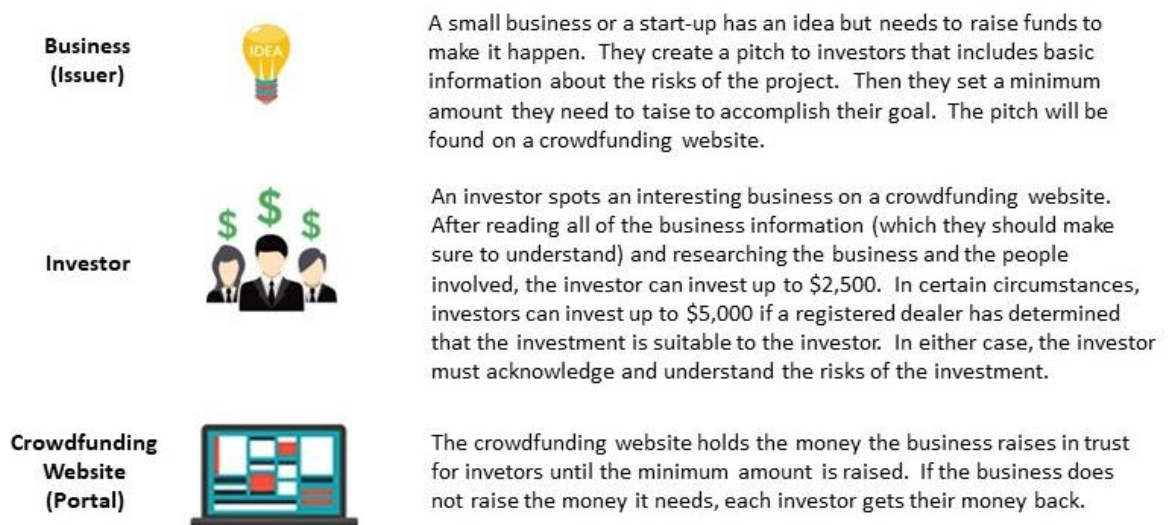 Business
(Issuer)
IDEA
A small business or a start-up has an idea but needs to raise funds to
make it happen. They create a pitch to investors that includes basic
information about the risks of the project. Then they set a minimum
amount they need to taise to accomplish their goal. The pitch will be
found on a crowdfunding website.
Investor
$ $ $
An investor spots an interesting business on a crowdfunding website.
After reading all of the business information (which they should make
sure to understand) and researching the business and the people
involved, the investor can invest up to $2,500. In certain circumstances,
investors can invest up to $5,000 if a registered dealer has determined
that the investment is suitable to the investor. In either case, the investor
must acknowledge and understand the risks of the investment.
Crowdfunding
Website
(Portal)
The crowdfunding website holds the money the business raises in trust
for invetors until the minimum amount is raised. If the business does
not raise the money it needs, each investor gets their money back.